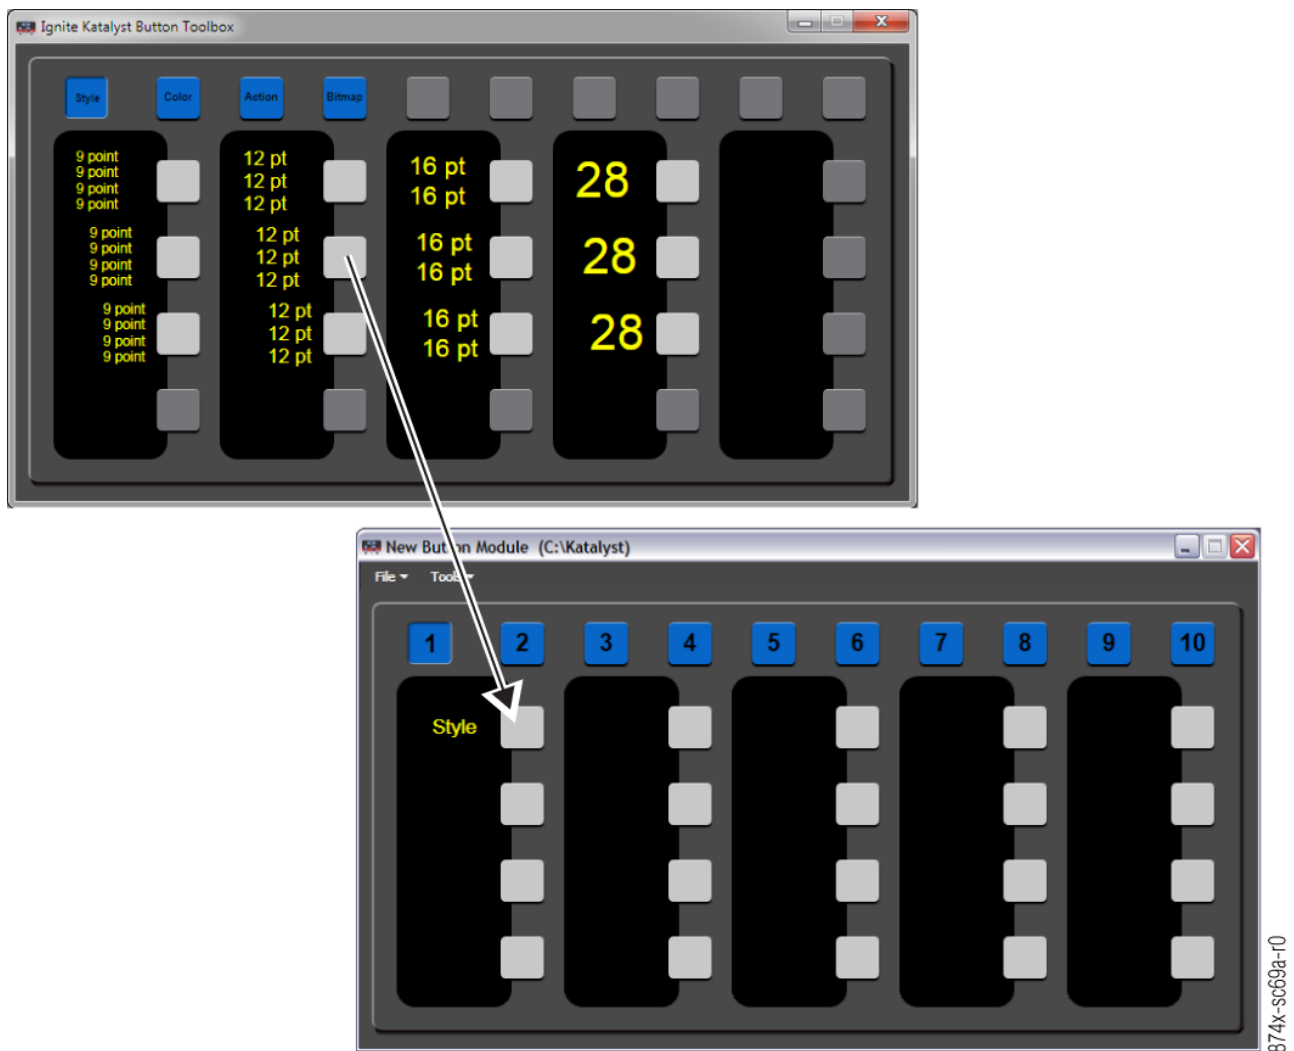 Ignite Katalyst Button Toolbox
Style Color Action Bitmap
9 point
9 point
9 point
9 point
12 pt
12 pt
12 pt
16 pt
16 pt
28
9 point
9 point
9 point
9 point
12 pt
12 pt
12 pt
16 pt
16 pt
28
9 point
9 point
9 point
9 point
12 pt
12 pt
12 pt
16 pt
16 pt
28
New Button Module (C:\Katalyst)
File Tools
1 2 3 4 5 6 7 8 9 10
Style
874x-sc69a-r0